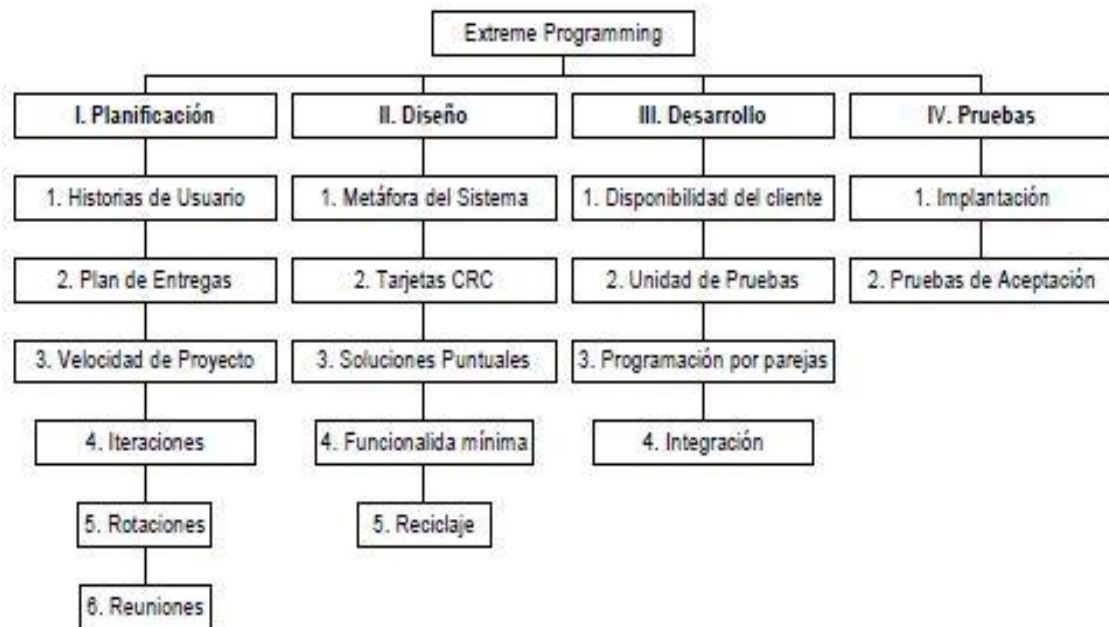 Extreme Programming
I. Planificación
II. Diseño
III. Desarrollo
IV. Pruebas
1. Historias de Usuario
1. Metáfora del Sistema
1. Disponibilidad del cliente
1. Implantación
2. Plan de Entregas
2. Tarjetas CRC
2. Unidad de Pruebas
2. Pruebas de Aceptación
3. Velocidad de Proyecto
3. Soluciones Puntuales
3. Programación por parejas
4. Iteraciones
4. Funcionalida mínima
4. Integración
5. Rotaciones
5. Reciclaje
6. Reuniones